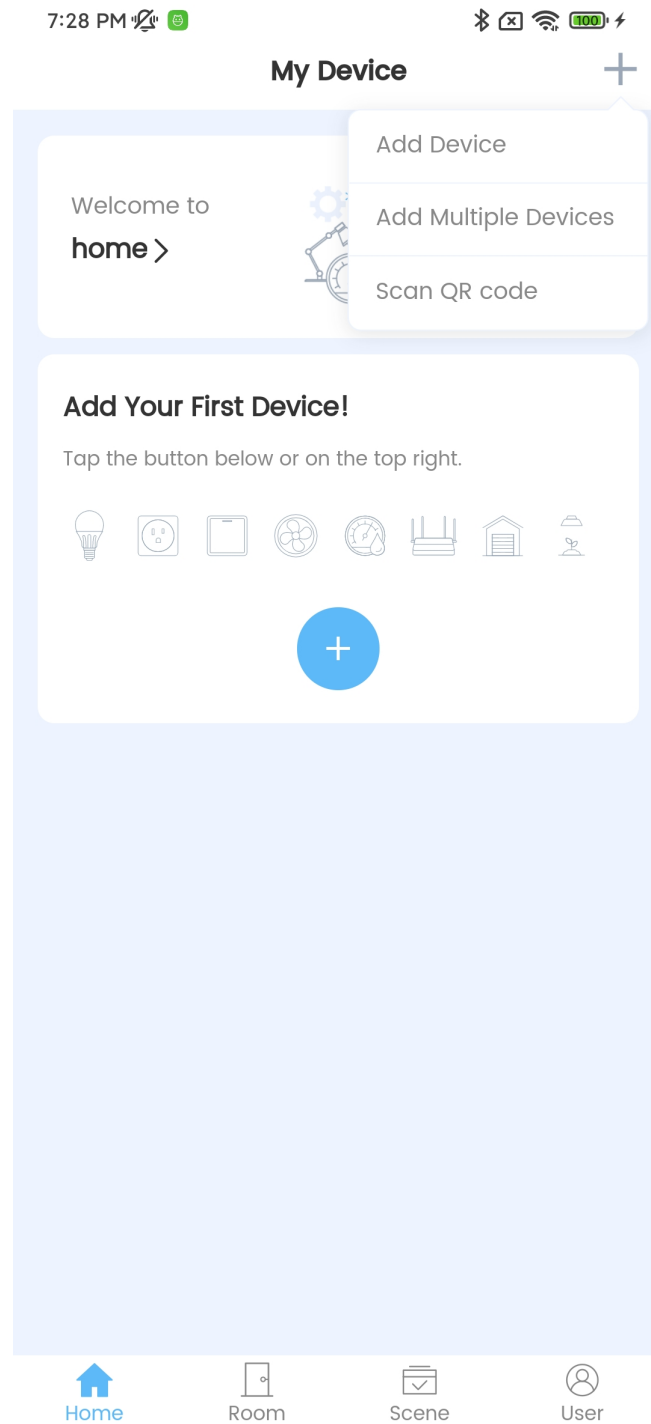 7:28 PM
100
My Device
Add Device
Add Multiple Devices
Scan QR code
Welcome to
home
Add Your First Device!
Tap the button below or on the top right.
Home
Room
Scene
User